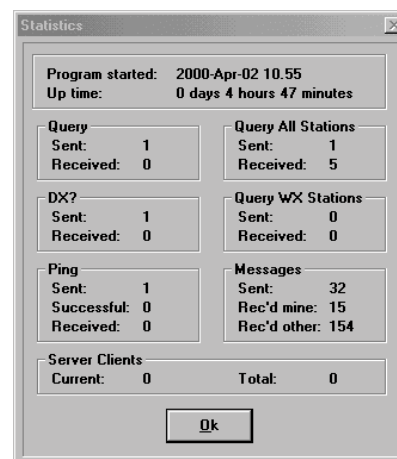 Statistics
Program started: 2000-Apr-02 10.55
Up time: 0 days 4 hours 47 minutes
Query
Sent: 1
Received: 0
Query All Stations
Sent: 1
Received: 5
DX?
Sent: 1
Received: 0
Query WX Stations
Sent: 0
Received: 0
Ping
Sent: 1
Successful: 0
Received: 0
Messages
Sent: 32
Rec'd mine: 15
Rec'd other: 154
Server Clients
Current: 0 Total: 0
Ok